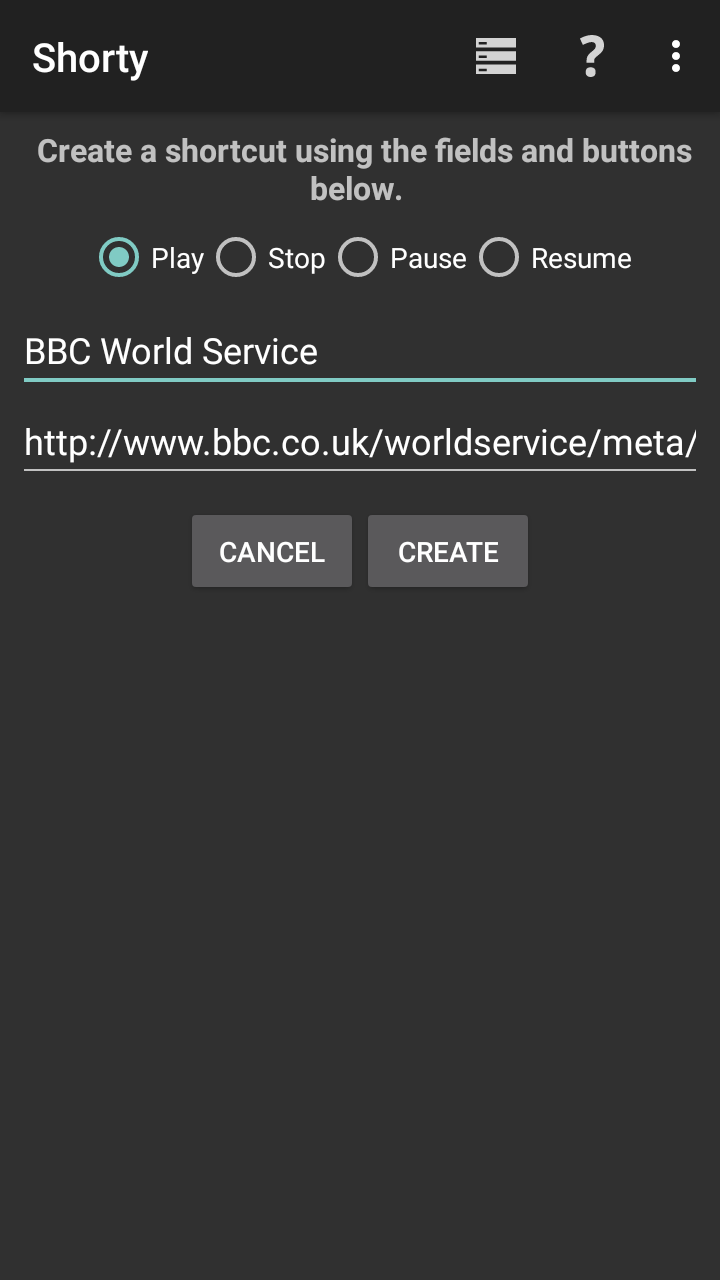 Shorty
Create a shortcut using the fields and buttons
below.
Play Stop Pause Resume
BBC World Service
http://www.bbc.co.uk/worldservice/meta/
CANCEL CREATE